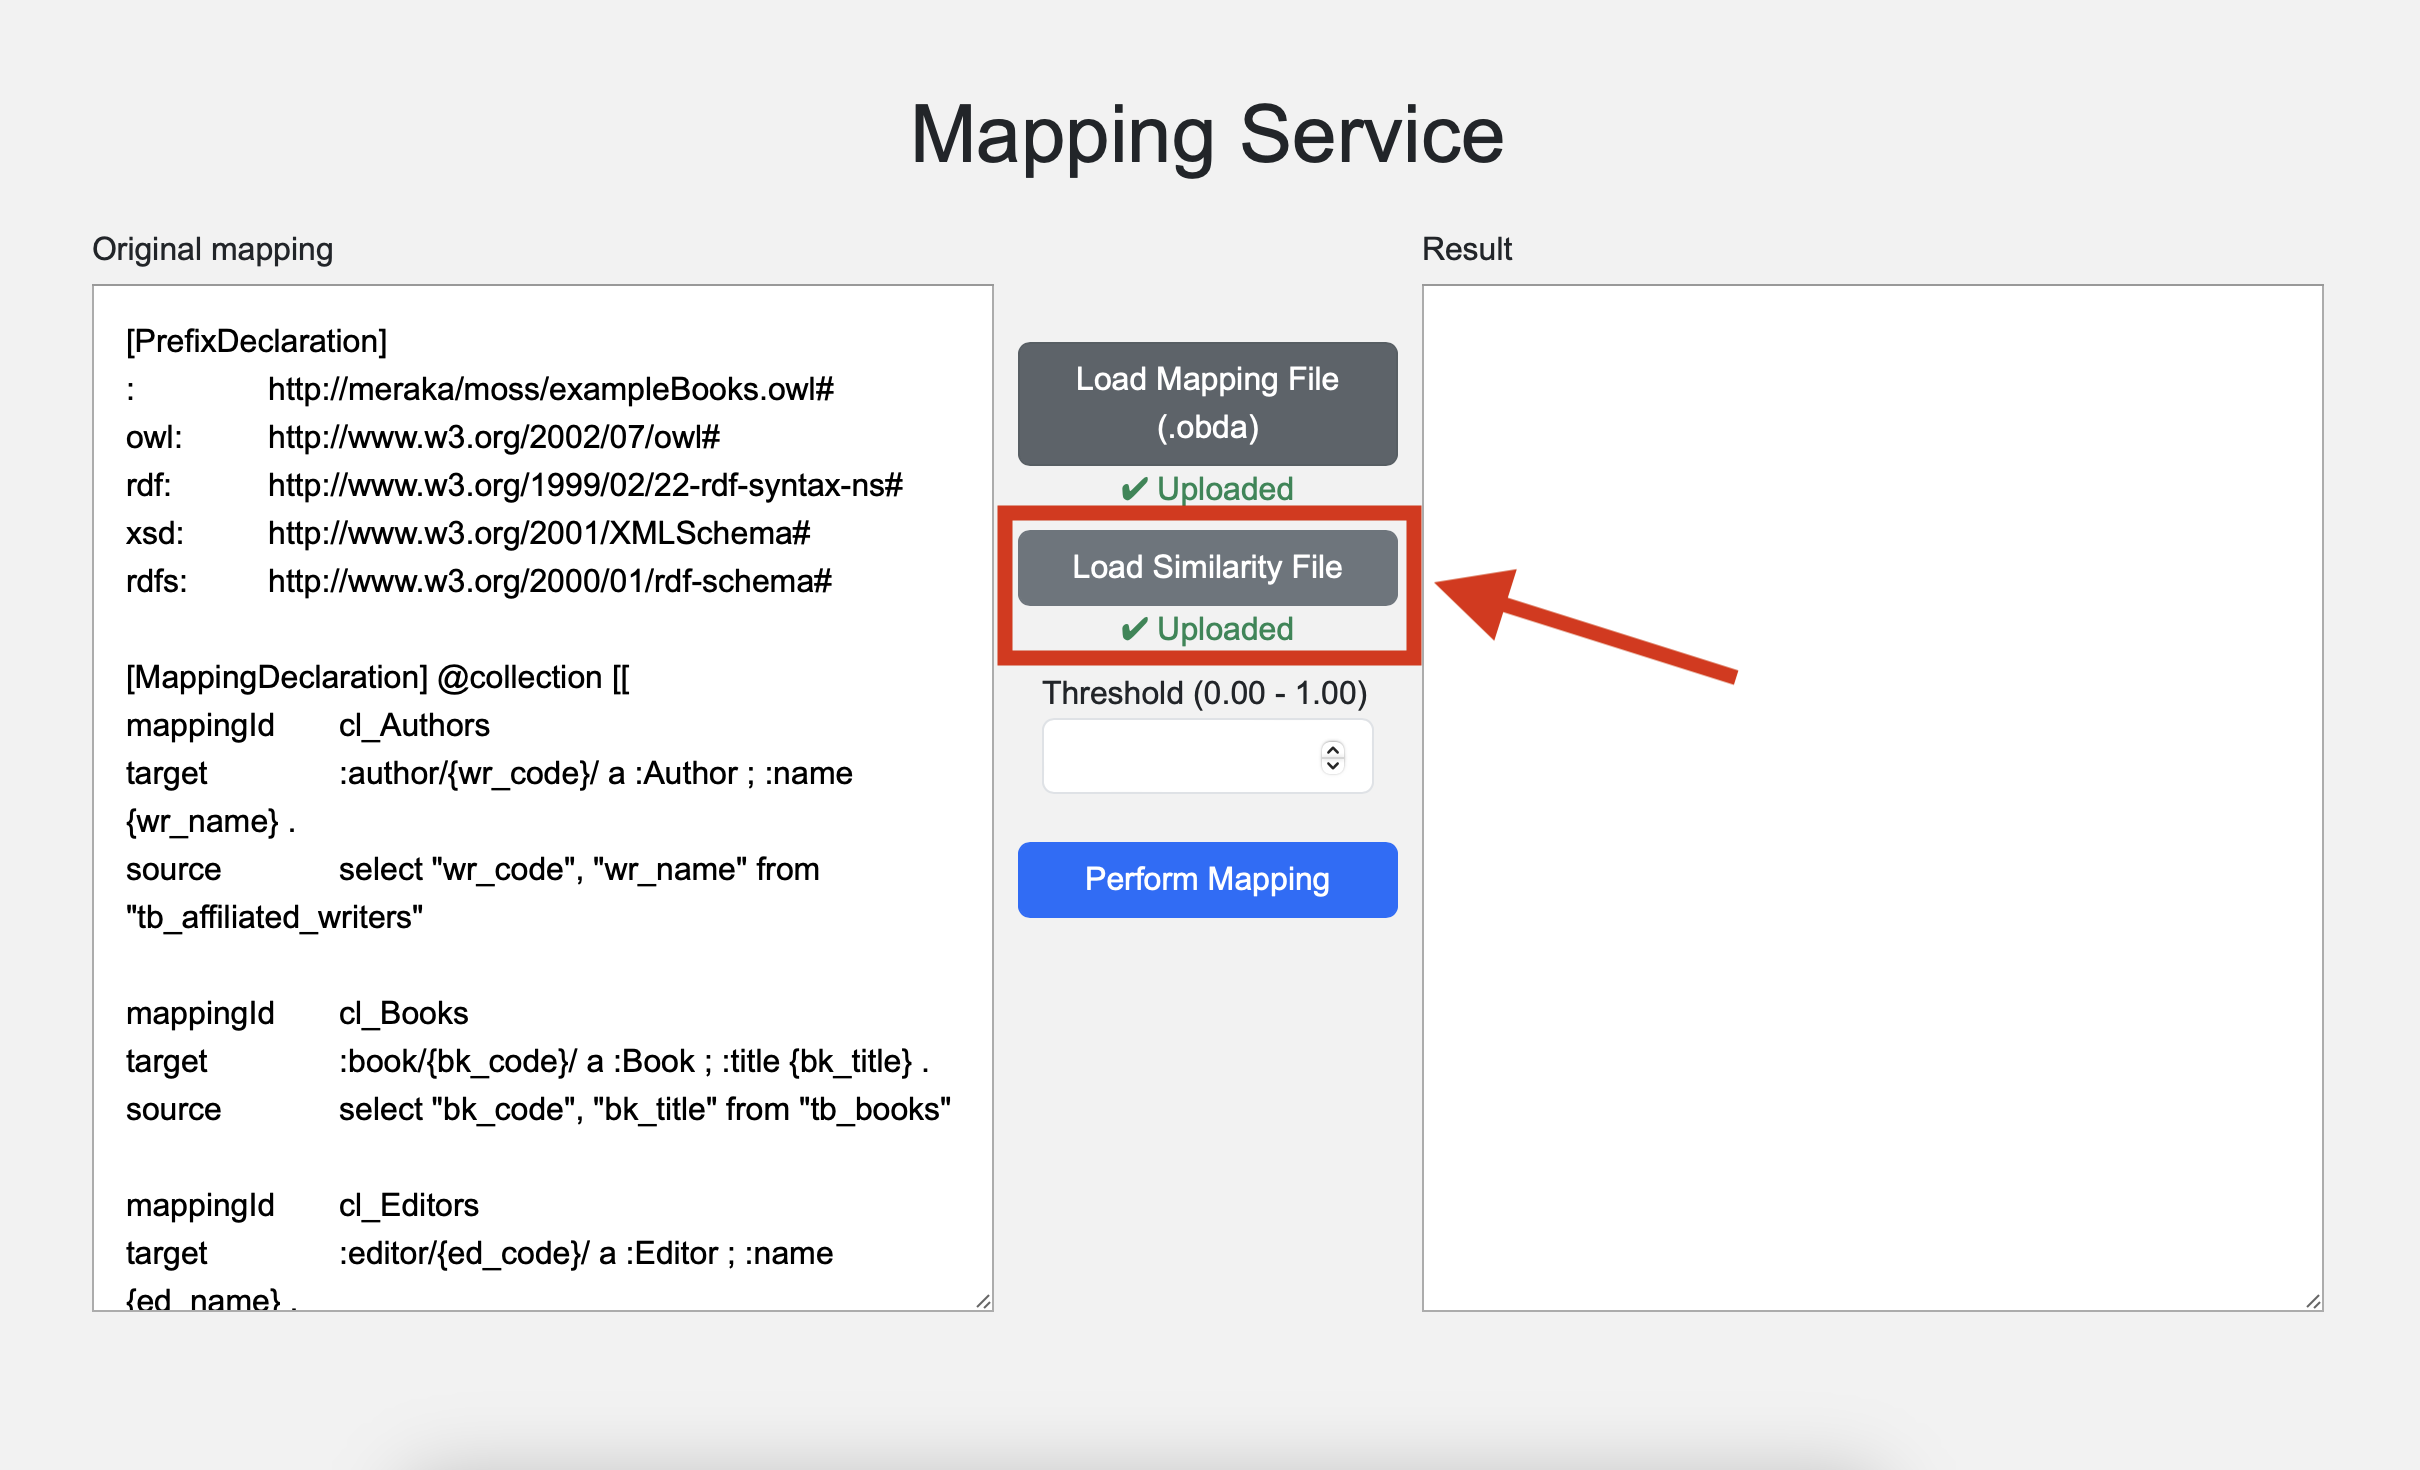 Mapping Service
Original mapping
[PrefixDeclaration]
: http://meraka/moss/exampleBooks.owl#
owl: http://www.w3.org/2002/07/owl#
rdf: http://www.w3.org/1999/02/22-rdf-syntax-ns#
xsd: http://www.w3.org/2001/XMLSchema#
rdfs: http://www.w3.org/2000/01/rdf-schema#
[MappingDeclaration] @collection [[
mappingId cl_Authors
target :author/{wr_code}/ a :Author ; :name
{wr_name} .
source select "wr_code", "wr_name" from
"tb_affiliated_writers"
mappingId cl_Books
target :book/{bk_code}/ a :Book ; :title {bk_title} .
source select "bk_code", "bk_title" from "tb_books"
mappingId cl_Editors
target :editor/{ed_code}/ a :Editor ; :name
{ed_name} .
Load Mapping File
(.obda)
✔ Uploaded
Load Similarity File
✔ Uploaded
Threshold (0.00 - 1.00)
Perform Mapping
Result